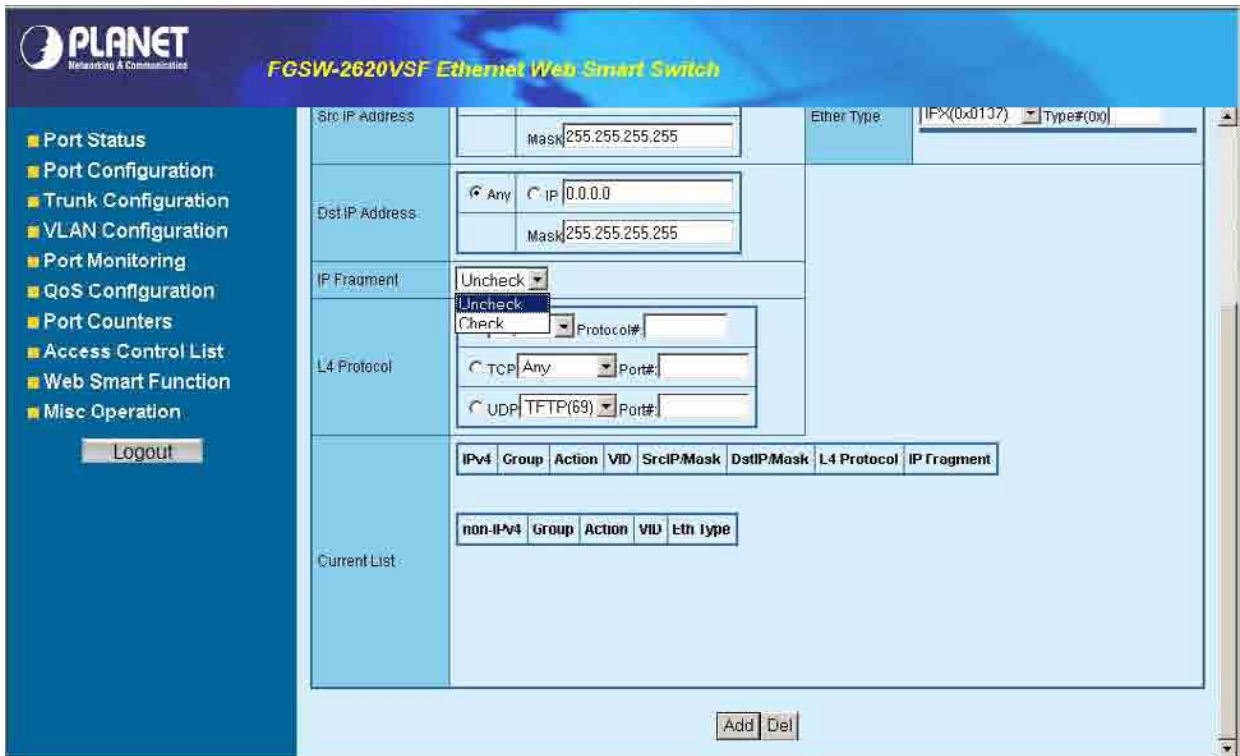 PLANET
Networking & Communication
FGSW-2620VSF Ethernet Web Smart Switch
Port Status
Port Configuration
Trunk Configuration
VLAN Configuration
Port Monitoring
QoS Configuration
Port Counters
Access Control List
Web Smart Function
Misc Operation
Logout
Src IP Address
Mask 255.255.255.255
Ether Type
IPX(0x0137) Type#(0x)
Dst IP Address
Any IP 0.0.0.0
Mask 255.255.255.255
IP Fragment
Uncheck
Uncheck
Check
Protocol#:
L4 Protocol
TCP Any Port#:
UDP TFTP(69) Port#:
Current List
IPv4 Group Action VID SrcIP/Mask DstIP/Mask L4 Protocol IP Fragment
non-IPv4 Group Action VID Eth Type
Add Del